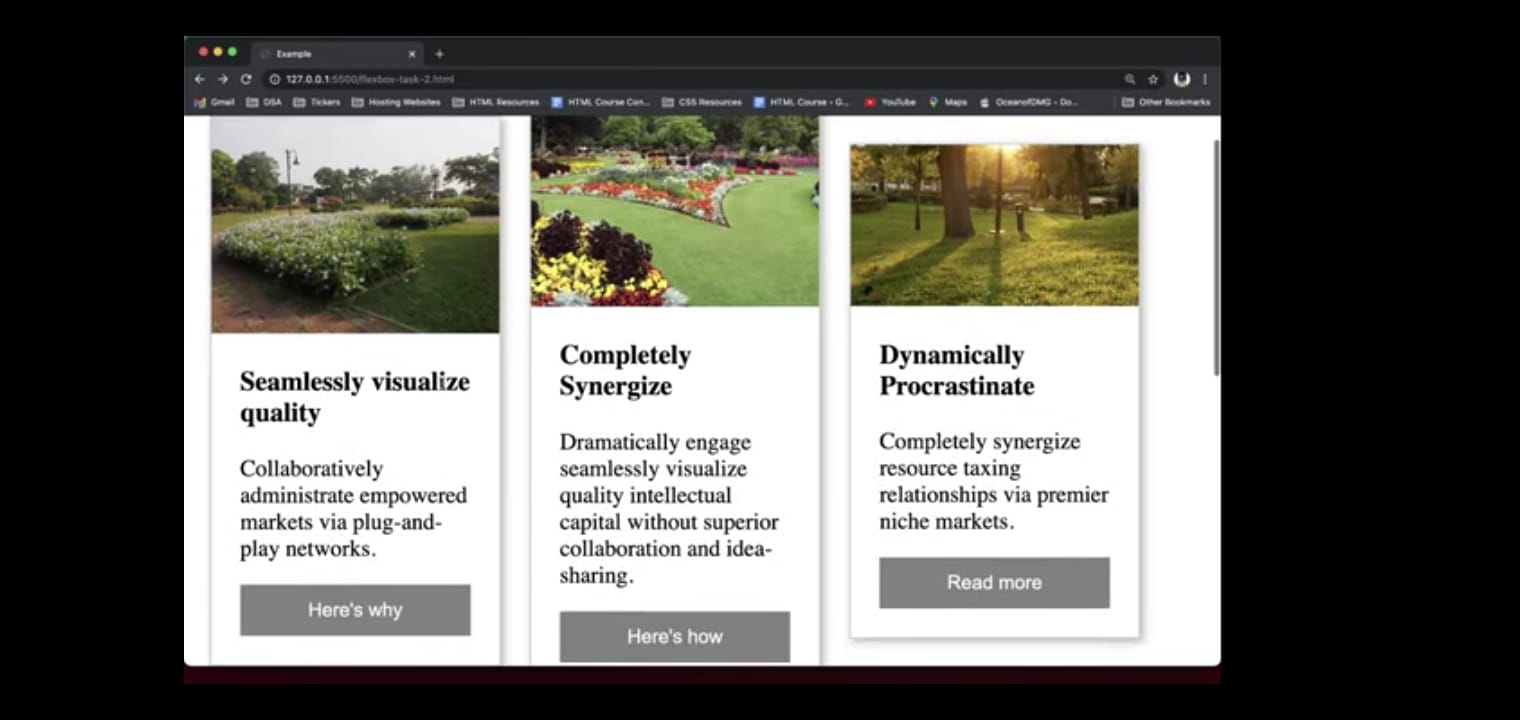 Example
127.0.0.1:5500/flexbox-task-2.html
Gmail DSA Tickers Hosting Websites HTML Resources HTML Course Con... CSS Resources HTML Course - G... YouTube Maps OceanofDMG - Do... Other Bookmarks
Seamlessly visualize
quality
Collaboratively
administrate empowered
markets via plug-and-
play networks.
Here's why
Completely
Synergize
Dramatically engage
seamlessly visualize
quality intellectual
capital without superior
collaboration and idea-
sharing.
Here's how
Dynamically
Procrastinate
Completely synergize
resource taxing
relationships via premier
niche markets.
Read more